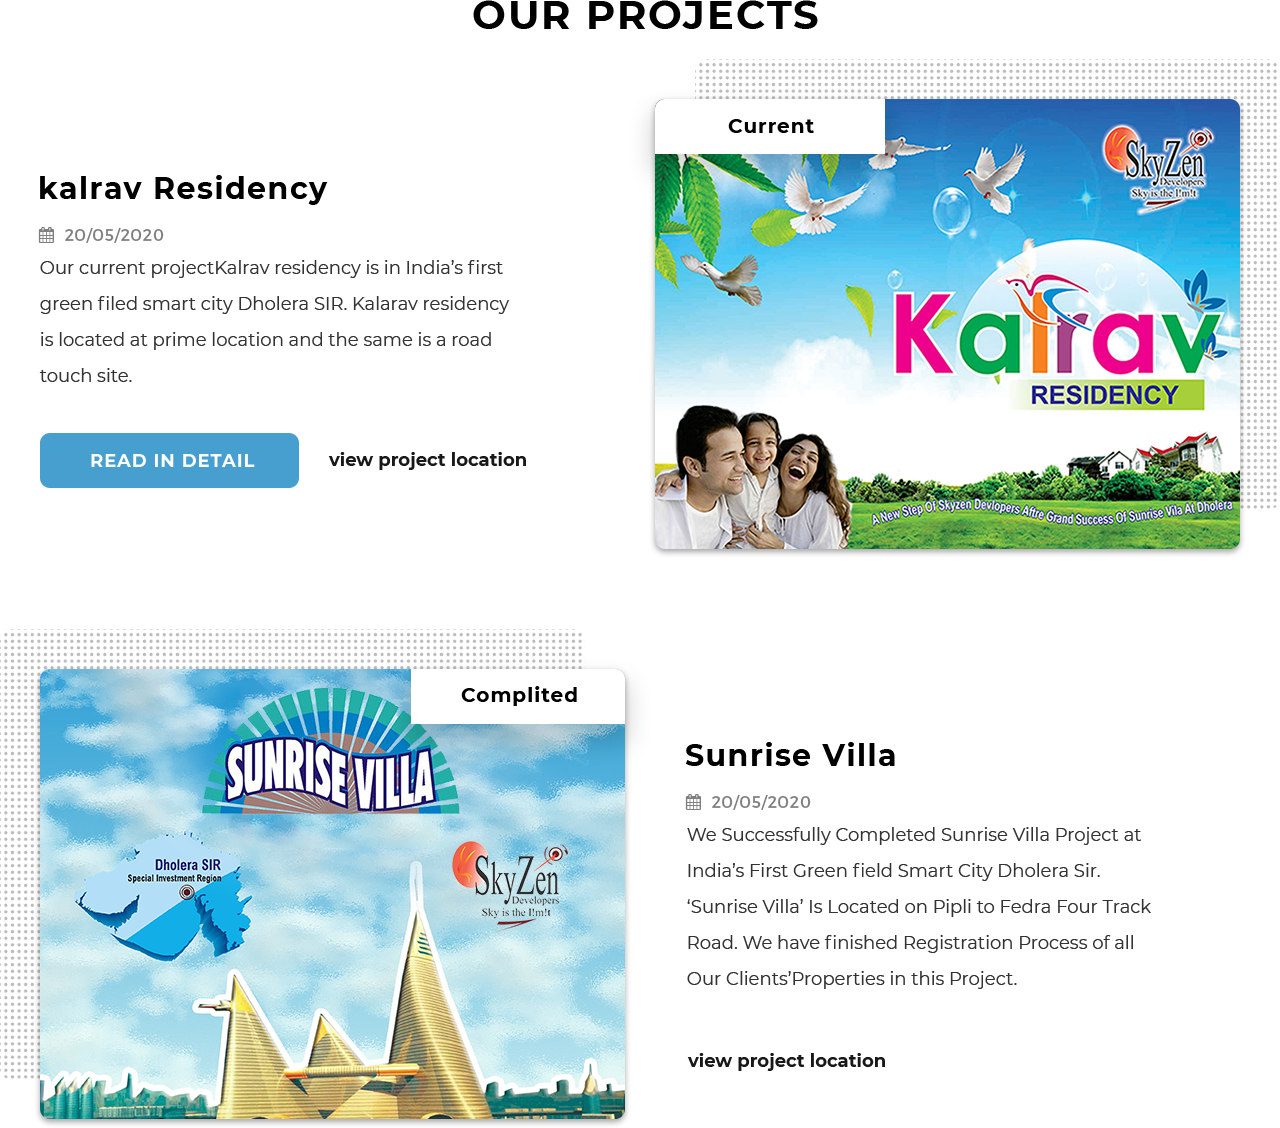 OUR PROJECTS
kalrav Residency
20/05/2020
Our current projectKalrav residency is in India’s first
green filed smart city Dholera SIR. Kalarav residency
is located at prime location and the same is a road
touch site.
READ IN DETAIL
view project location
Current
SkyZen
Developers
Sky is the l!m!t
Kalrav
RESIDENCY
A New Step Of Skyzen Devlopers Aftre Grand Success Of Sunrise Vila At Dholera
Complited
SUNRISE VILLA
Dholera SIR
Special Investment Region
SkyZen
Developers
Sky is the l!m!t
Sunrise Villa
20/05/2020
We Successfully Completed Sunrise Villa Project at
India’s First Green field Smart City Dholera Sir.
‘Sunrise Villa’ Is Located on Pipli to Fedra Four Track
Road. We have finished Registration Process of all
Our Clients’Properties in this Project.
view project location